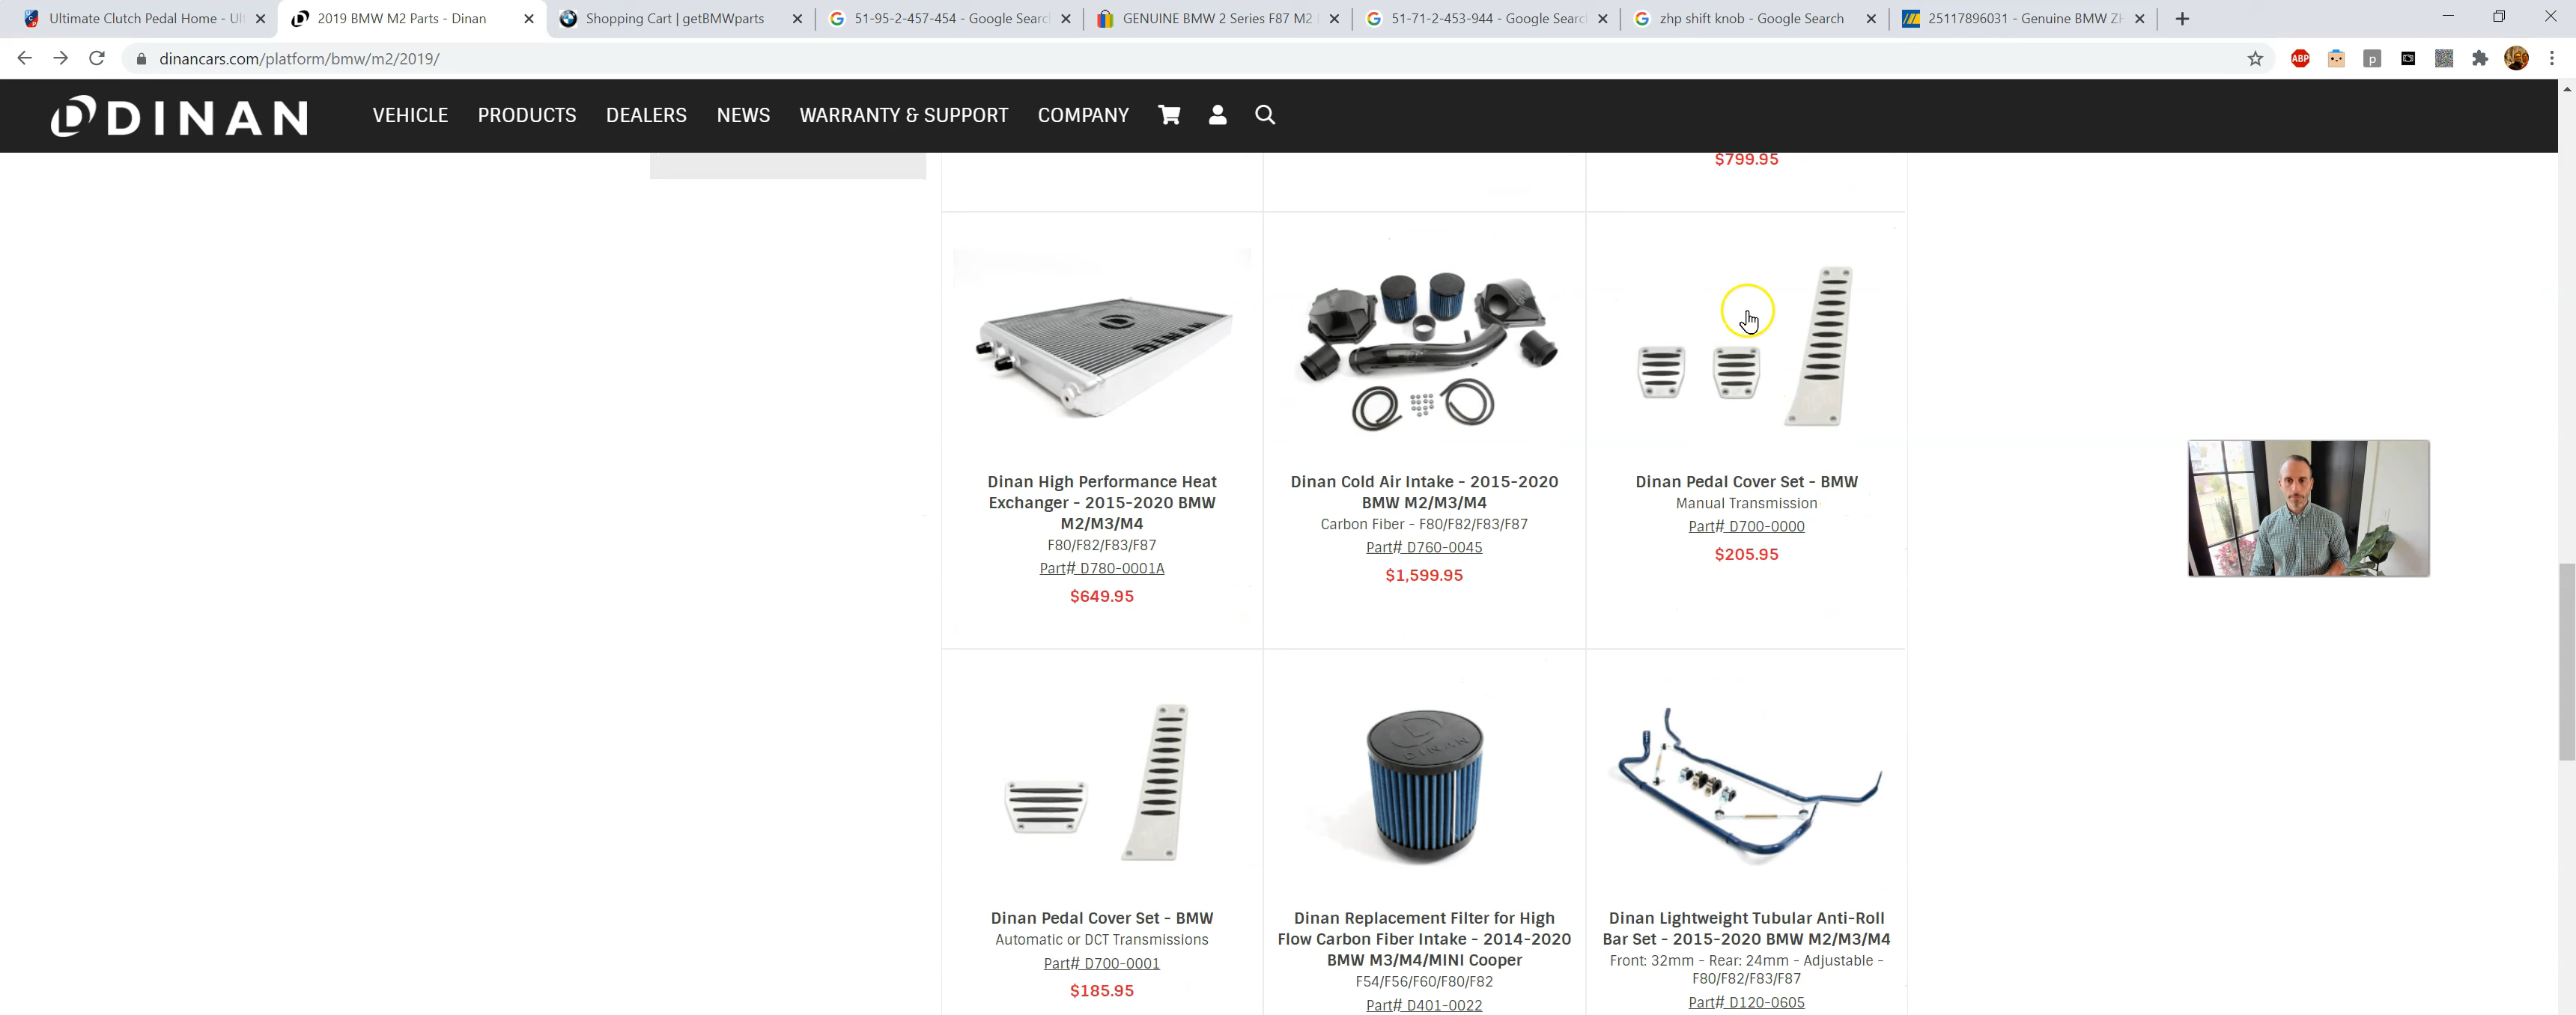 Ultimate Clutch Pedal Home - Ult
2019 BMW M2 Parts - Dinan
Shopping Cart | getBMWparts
51-95-2-457-454 - Google Searc
GENUINE BMW 2 Series F87 M2
51-71-2-453-944 - Google Searc
zhp shift knob - Google Search
25117896031 - Genuine BMW ZH
dinancars.com/platform/bmw/m2/2019/
ABP
p
DINAN
VEHICLE
PRODUCTS
DEALERS
NEWS
WARRANTY & SUPPORT
COMPANY
$799.95
DINAN
Dinan High Performance Heat
Exchanger - 2015-2020 BMW
M2/M3/M4
F80/F82/F83/F87
Part# D780-0001A
$649.95
Dinan Cold Air Intake - 2015-2020
BMW M2/M3/M4
Carbon Fiber - F80/F82/F83/F87
Part# D760-0045
$1,599.95
Dinan Pedal Cover Set - BMW
Manual Transmission
Part# D700-0000
$205.95
Dinan Pedal Cover Set - BMW
Automatic or DCT Transmissions
Part# D700-0001
$185.95
DINAN
Dinan Replacement Filter for High
Flow Carbon Fiber Intake - 2014-2020
BMW M3/M4/MINI Cooper
F54/F56/F60/F80/F82
Part# D401-0022
Dinan Lightweight Tubular Anti-Roll
Bar Set - 2015-2020 BMW M2/M3/M4
Front: 32mm - Rear: 24mm - Adjustable -
F80/F82/F83/F87
Part# D120-0605